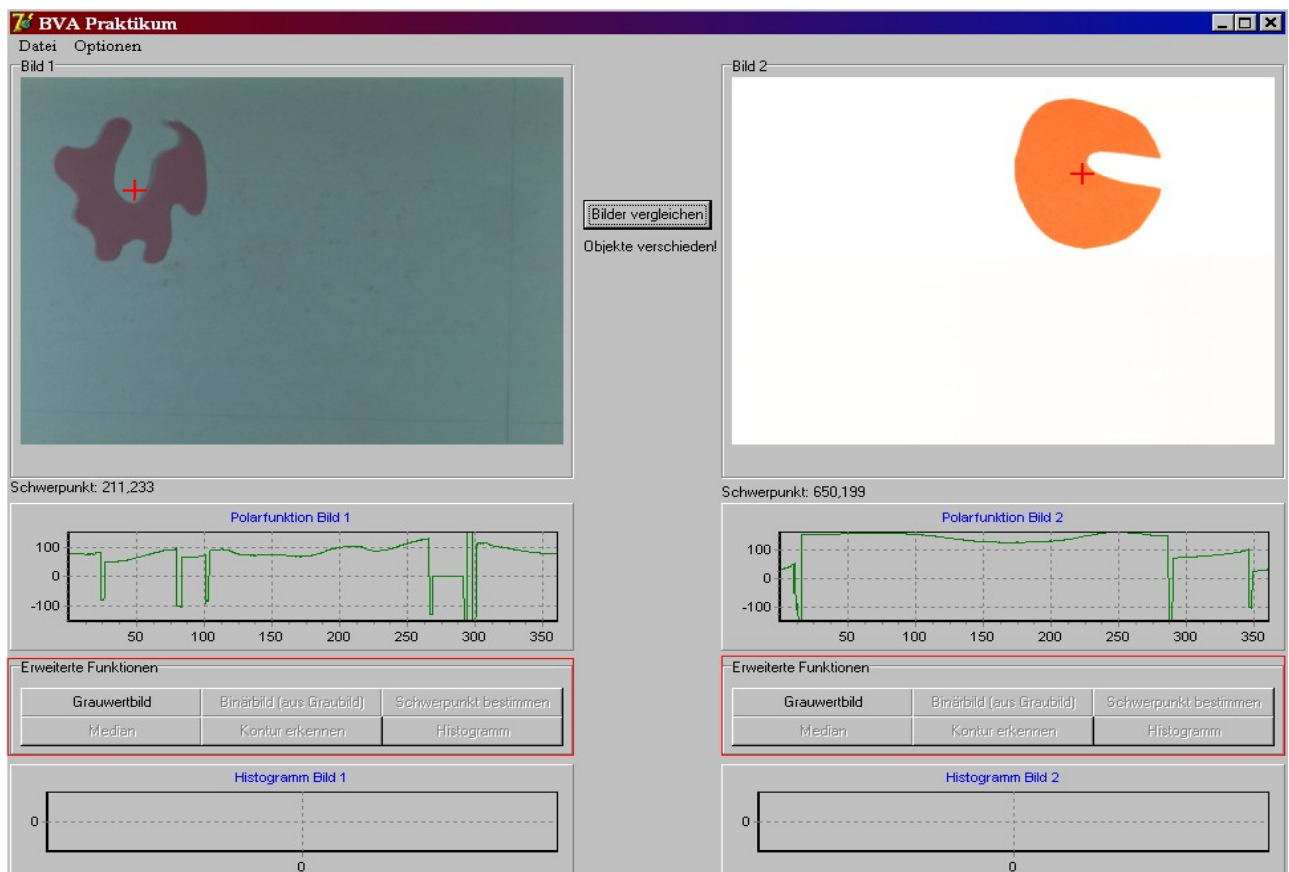 BVA Praktikum
Datei Optionen
Bild 1
Bild 2
Bilder vergleichen
Objekte verschieden!
Schwerpunkt: 211,233
Schwerpunkt: 650,199
Polarfunktion Bild 1
100
0
-100
50 100 150 200 250 300 350
Polarfunktion Bild 2
100
0
-100
50 100 150 200 250 300 350
Erweiterte Funktionen
Grauwertbild Binärbild (aus Graubild) Schwerpunkt bestimmen
Median Kontur erkennen Histogramm
Erweiterte Funktionen
Grauwertbild Binärbild (aus Graubild) Schwerpunkt bestimmen
Median Kontur erkennen Histogramm
Histogramm Bild 1
0
0
Histogramm Bild 2
0
0